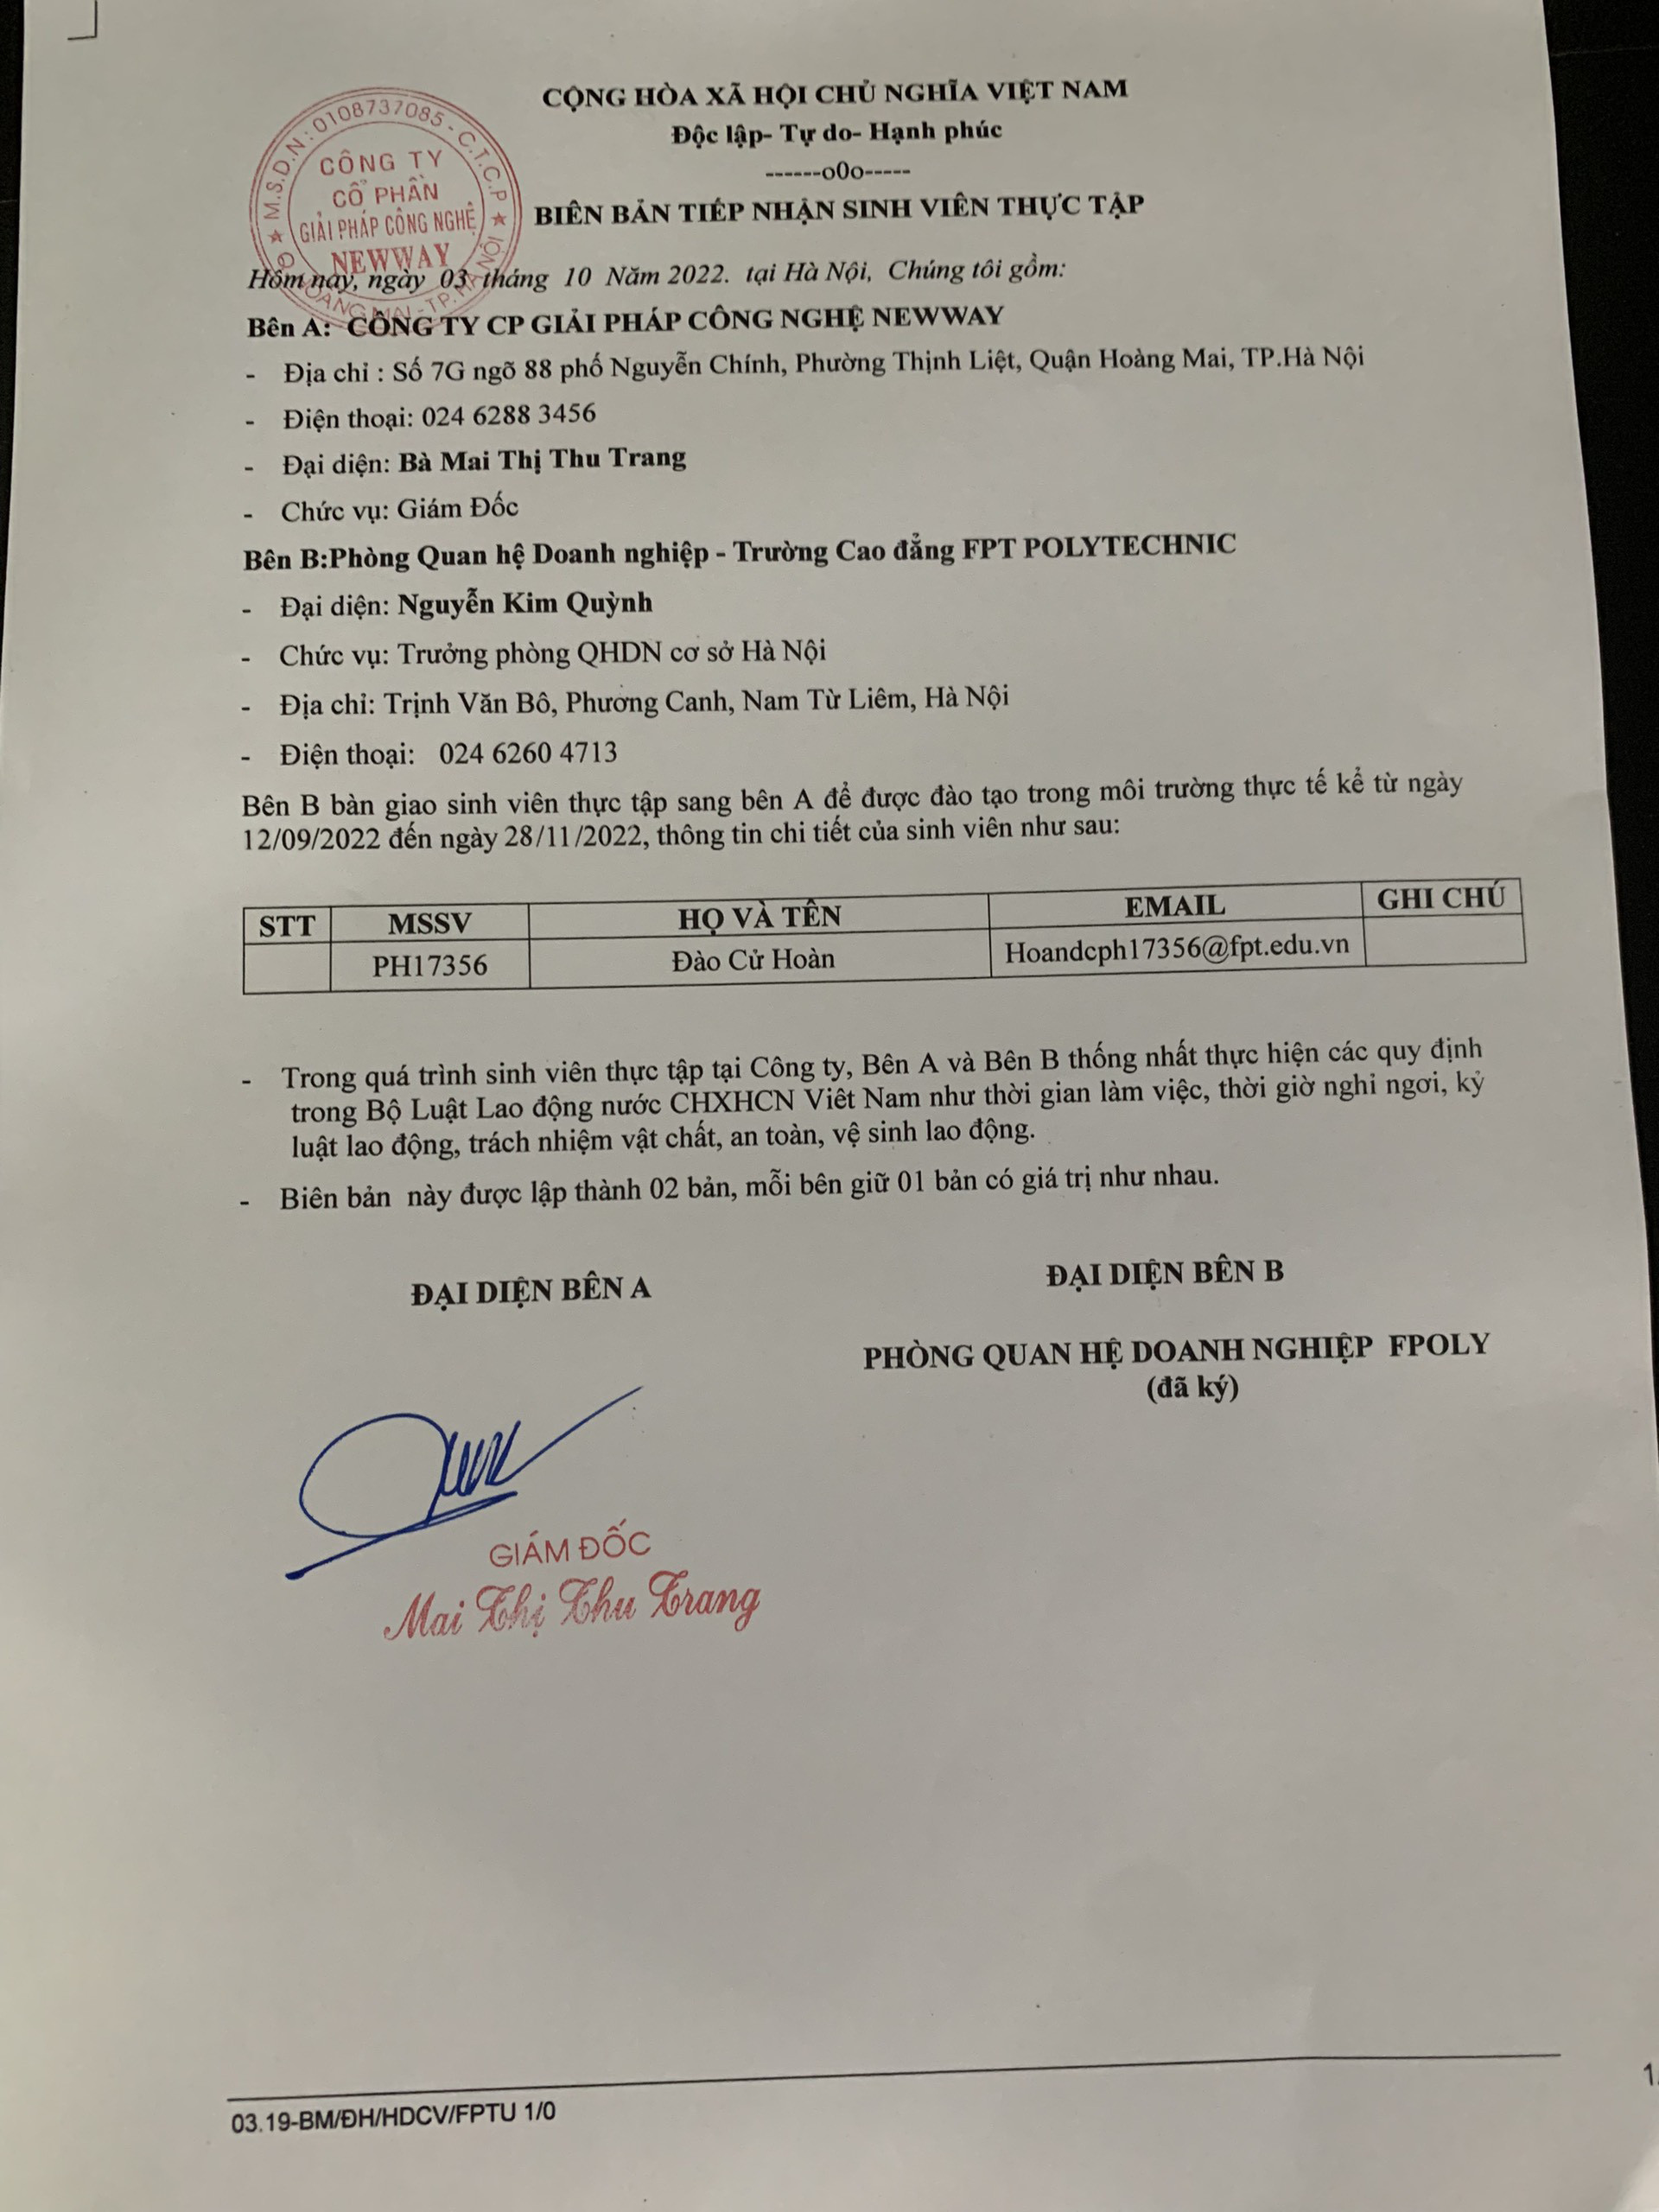 CỘNG HÒA XÃ HỘI CHỦ NGHĨA VIỆT NAM
Độc lập- Tự do- Hạnh phúc
------o0o-----
BIÊN BẢN TIẾP NHẬN SINH VIÊN THỰC TẬP
M.S.D.N: 0108737085 - C.T.C.P
CÔNG TY
CỔ PHẦN
GIẢI PHÁP CÔNG NGHỆ
NEWWAY
Q. HOÀNG MAI - TP. HÀ NỘI
Hôm nay, ngày 03 tháng 10 Năm 2022. tại Hà Nội, Chúng tôi gồm:
Bên A: CÔNG TY CP GIẢI PHÁP CÔNG NGHỆ NEWWAY
- Địa chỉ : Số 7G ngõ 88 phố Nguyễn Chính, Phường Thịnh Liệt, Quận Hoàng Mai, TP.Hà Nội
- Điện thoại: 024 6288 3456
- Đại diện: Bà Mai Thị Thu Trang
- Chức vụ: Giám Đốc
Bên B:Phòng Quan hệ Doanh nghiệp - Trường Cao đẳng FPT POLYTECHNIC
- Đại diện: Nguyễn Kim Quỳnh
- Chức vụ: Trưởng phòng QHDN cơ sở Hà Nội
- Địa chỉ: Trịnh Văn Bô, Phương Canh, Nam Từ Liêm, Hà Nội
- Điện thoại: 024 6260 4713
Bên B bàn giao sinh viên thực tập sang bên A để được đào tạo trong môi trường thực tế kể từ ngày
12/09/2022 đến ngày 28/11/2022, thông tin chi tiết của sinh viên như sau:
STT MSSV HỌ VÀ TÊN EMAIL GHI CHÚ
PH17356 Đào Cử Hoàn Hoandcph17356@fpt.edu.vn
- Trong quá trình sinh viên thực tập tại Công ty, Bên A và Bên B thống nhất thực hiện các quy định
trong Bộ Luật Lao động nước CHXHCN Viêt Nam như thời gian làm việc, thời giờ nghỉ ngơi, kỷ
luật lao động, trách nhiệm vật chất, an toàn, vệ sinh lao động.
- Biên bản này được lập thành 02 bản, mỗi bên giữ 01 bản có giá trị như nhau.
ĐẠI DIỆN BÊN A
ĐẠI DIỆN BÊN B
PHÒNG QUAN HỆ DOANH NGHIỆP FPOLY
(đã ký)
GIÁM ĐỐC
Mai Thị Thu Trang
03.19-BM/ĐH/HDCV/FPTU 1/0